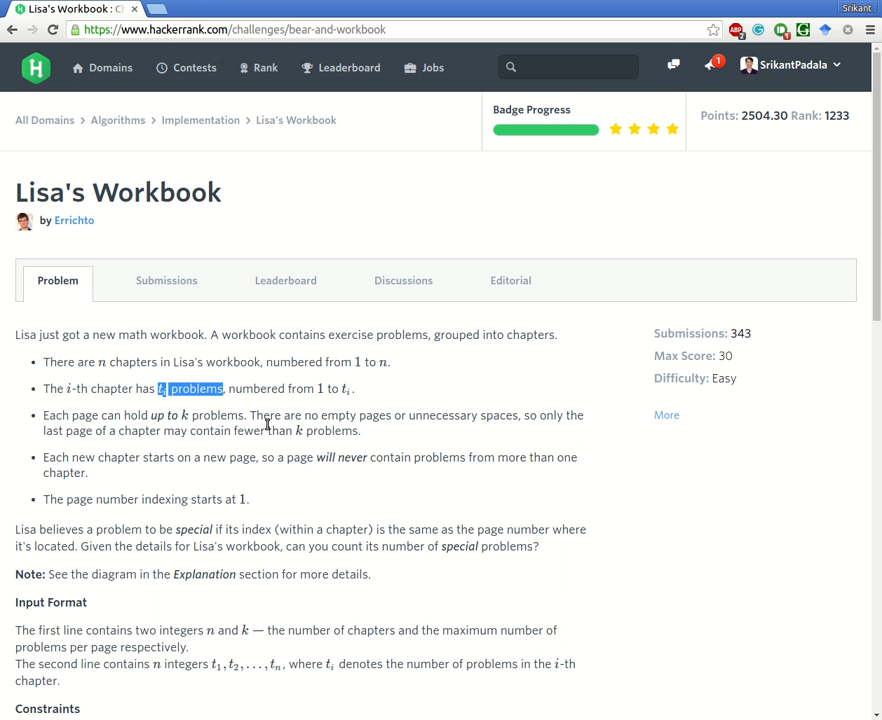 Lisa's Workbook : Ch
Srikant
https://www.hackerrank.com/challenges/bear-and-workbook
Domains Contests Rank Leaderboard Jobs 1 SrikantPadala
All Domains > Algorithms > Implementation > Lisa's Workbook
Badge Progress
Points: 2504.30 Rank: 1233
Lisa's Workbook
by Errichto
Problem Submissions Leaderboard Discussions Editorial
Lisa just got a new math workbook. A workbook contains exercise problems, grouped into chapters.
• There are n chapters in Lisa's workbook, numbered from 1 to n.
• The i-th chapter has t_i problems, numbered from 1 to t_i.
• Each page can hold up to k problems. There are no empty pages or unnecessary spaces, so only the
last page of a chapter may contain fewer than k problems.
• Each new chapter starts on a new page, so a page will never contain problems from more than one
chapter.
• The page number indexing starts at 1.
Lisa believes a problem to be special if its index (within a chapter) is the same as the page number where
it's located. Given the details for Lisa's workbook, can you count its number of special problems?
Note: See the diagram in the Explanation section for more details.
Input Format
The first line contains two integers n and k — the number of chapters and the maximum number of
problems per page respectively.
The second line contains n integers t_1, t_2, . . . , t_n, where t_i denotes the number of problems in the i-th
chapter.
Constraints
Submissions: 343
Max Score: 30
Difficulty: Easy
More